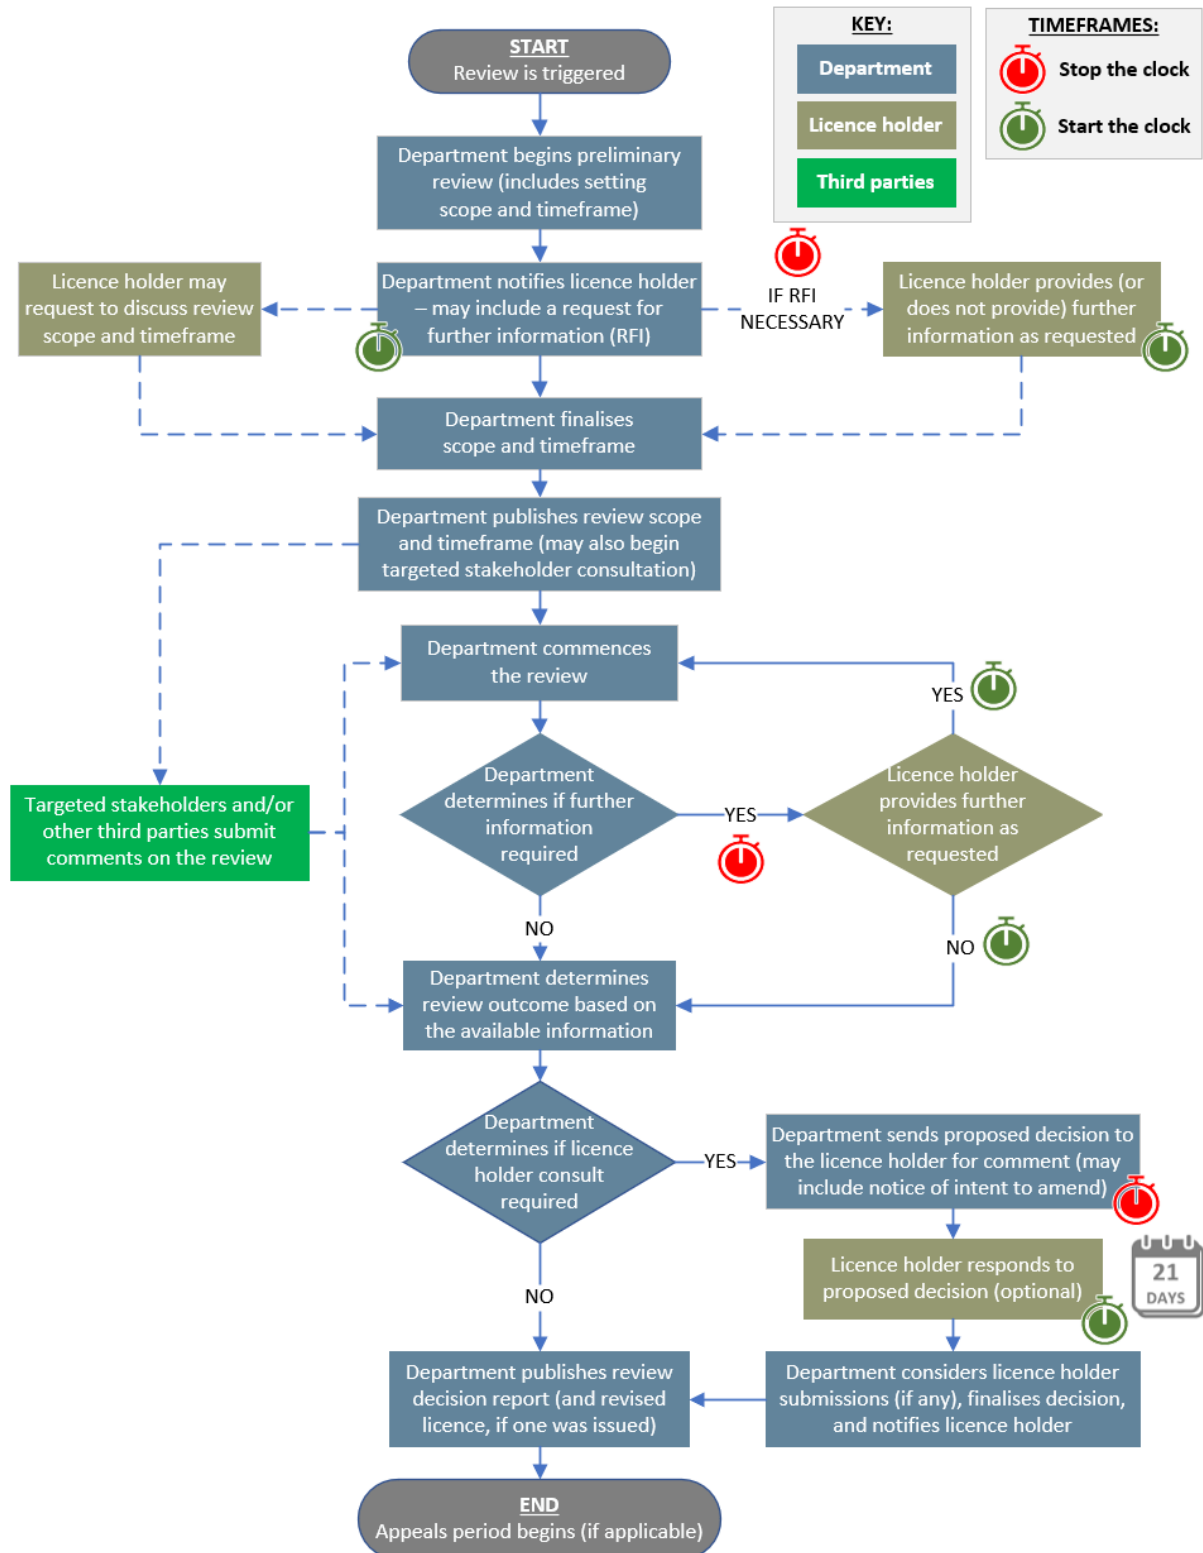 KEY:
Department
Licence holder
Third parties
TIMEFRAMES:
Stop the clock
Start the clock
START
Review is triggered
Department begins preliminary
review (includes setting
scope and timeframe)
Licence holder may
request to discuss review
scope and timeframe
Department notifies licence holder
– may include a request for
further information (RFI)
IF RFI
NECESSARY
Licence holder provides (or
does not provide) further
information as requested
Department finalises
scope and timeframe
Department publishes review scope
and timeframe (may also begin
targeted stakeholder consultation)
Department commences
the review
YES
Targeted stakeholders and/or
other third parties submit
comments on the review
Department
determines if further
information
required
YES
Licence holder
provides further
information as
requested
NO
NO
Department determines
review outcome based on
the available information
Department
determines if licence
holder consult
required
YES
Department sends proposed decision to
the licence holder for comment (may
include notice of intent to amend)
Licence holder responds to
proposed decision (optional)
21
DAYS
NO
Department publishes review
decision report (and revised
licence, if one was issued)
Department considers licence holder
submissions (if any), finalises decision,
and notifies licence holder
END
Appeals period begins (if applicable)